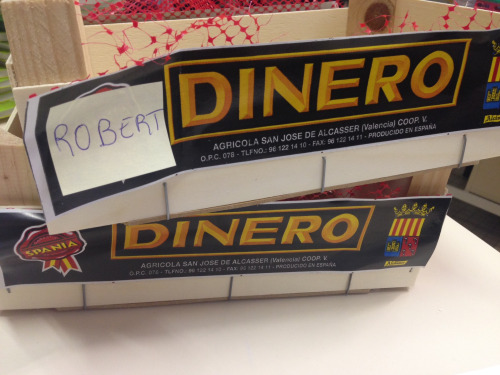 ROBERT
DINERO
AGRICOLA SAN JOSE DE ALCASSER (Valencia) COOP. V.
O.P.C. 078 - TLFNO.: 96 122 14 10 - FAX: 96 122 14 11 - PRODUCIDO EN ESPAÑA
SPANIA
DINERO
AGRICOLA SAN JOSE DE ALCASSER (Valencia) COOP. V.
O.P.C. 078 - TLFNO.: 96 122 14 10 - FAX: 96 122 14 11 - PRODUCIDO EN ESPAÑA